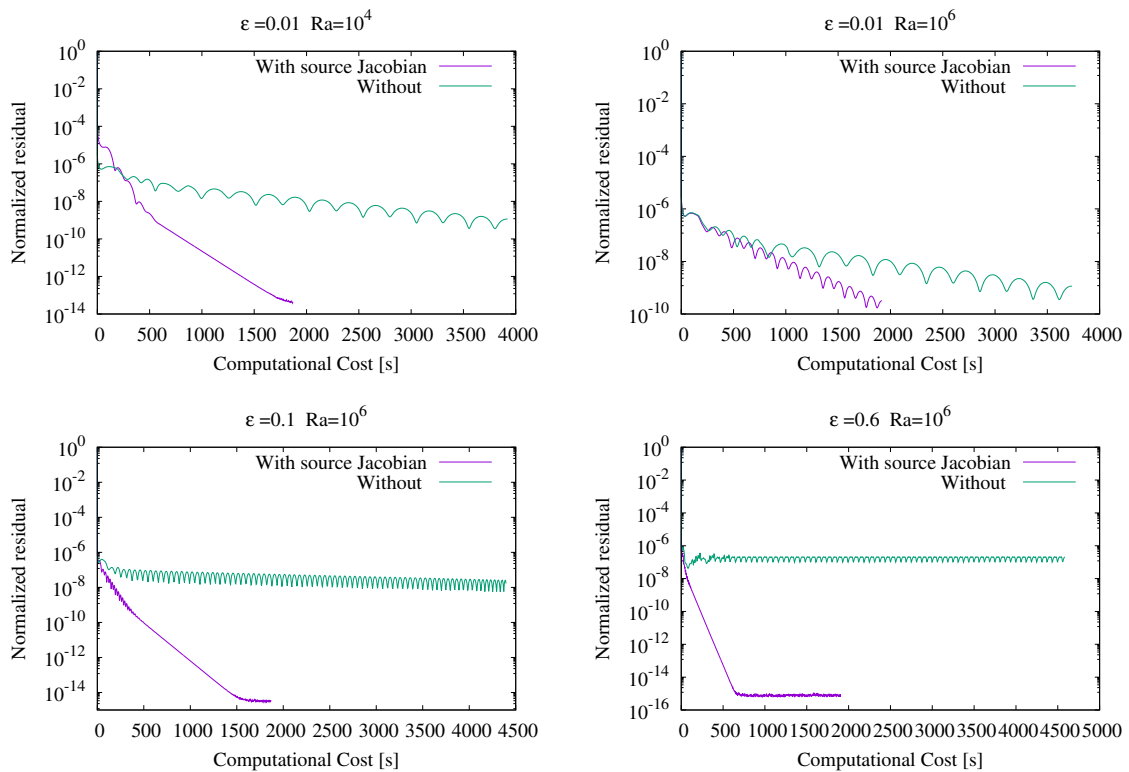 ε =0.01 Ra=10^4
10^0
10^-2
10^-4
10^-6
10^-8
10^-10
10^-12
10^-14
Normalized residual
With source Jacobian
Without
0 500 1000 1500 2000 2500 3000 3500 4000
Computational Cost [s]
ε =0.01 Ra=10^6
10^0
10^-2
10^-4
10^-6
10^-8
10^-10
Normalized residual
With source Jacobian
Without
0 500 1000 1500 2000 2500 3000 3500 4000
Computational Cost [s]
ε =0.1 Ra=10^6
10^0
10^-2
10^-4
10^-6
10^-8
10^-10
10^-12
10^-14
Normalized residual
With source Jacobian
Without
0 500 1000 1500 2000 2500 3000 3500 4000 4500
Computational Cost [s]
ε =0.6 Ra=10^6
10^0
10^-2
10^-4
10^-6
10^-8
10^-10
10^-12
10^-14
10^-16
Normalized residual
With source Jacobian
Without
0 500 1000 1500 2000 2500 3000 3500 4000 4500 5000
Computational Cost [s]